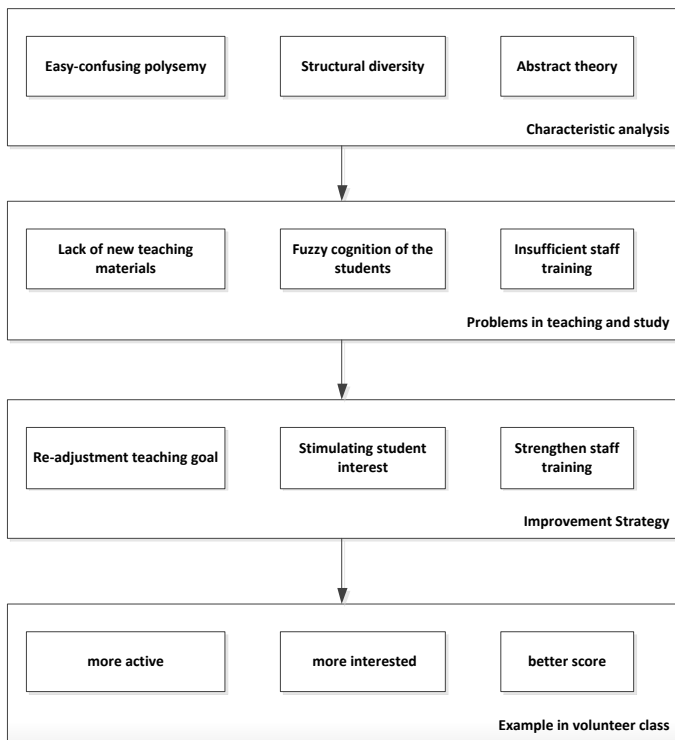 Easy-confusing polysemy
Structural diversity
Abstract theory
Characteristic analysis
Lack of new teaching
materials
Fuzzy cognition of the
students
Insufficient staff
training
Problems in teaching and study
Re-adjustment teaching goal
Stimulating student
interest
Strengthen staff
training
Improvement Strategy
more active
more interested
better score
Example in volunteer class